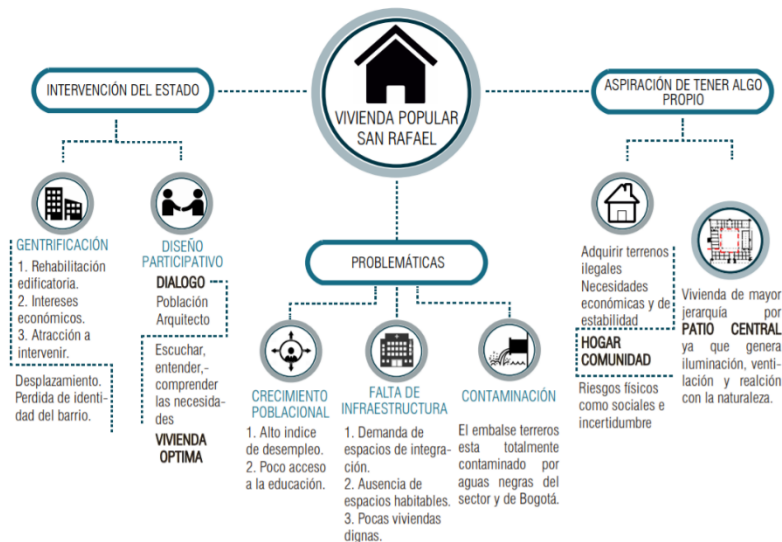 VIVIENDA POPULAR
SAN RAFAEL
INTERVENCIÓN DEL ESTADO
GENTRIFICACIÓN
1. Rehabilitación
edificatoria.
2. Intereses
económicos.
3. Atracción a
intervenir.
Desplazamiento.
Perdida de identi-
dad del barrio.
DISEÑO
PARTICIPATIVO
DIALOGO
Población
Arquitecto
Escuchar,
entender,-
comprender
las necesida-
des
VIVIENDA
OPTIMA
PROBLEMÁTICAS
CRECIMIENTO
POBLACIONAL
1. Alto indice
de desempleo.
2. Poco acceso
a la educación.
FALTA DE
INFRAESTRUCTURA
1. Demanda de
espacios de integra-
ción.
2. Ausencia de
espacios habitables.
3. Pocas viviendas
dignas.
CONTAMINACIÓN
El embalse terreros
esta totalmente
contaminado por
aguas negras del
sector y de Bogotá.
ASPIRACIÓN DE TENER ALGO
PROPIO
Adquirir terrenos
ilegales
Necesidades
económicas y de
estabilidad
HOGAR
COMUNIDAD
Riesgos físicos
como sociales e
incertidumbre
Vivienda de mayor
jerarquía por
PATIO CENTRAL
ya que genera
iluminación, venti-
lación y realción
con la naturaleza.